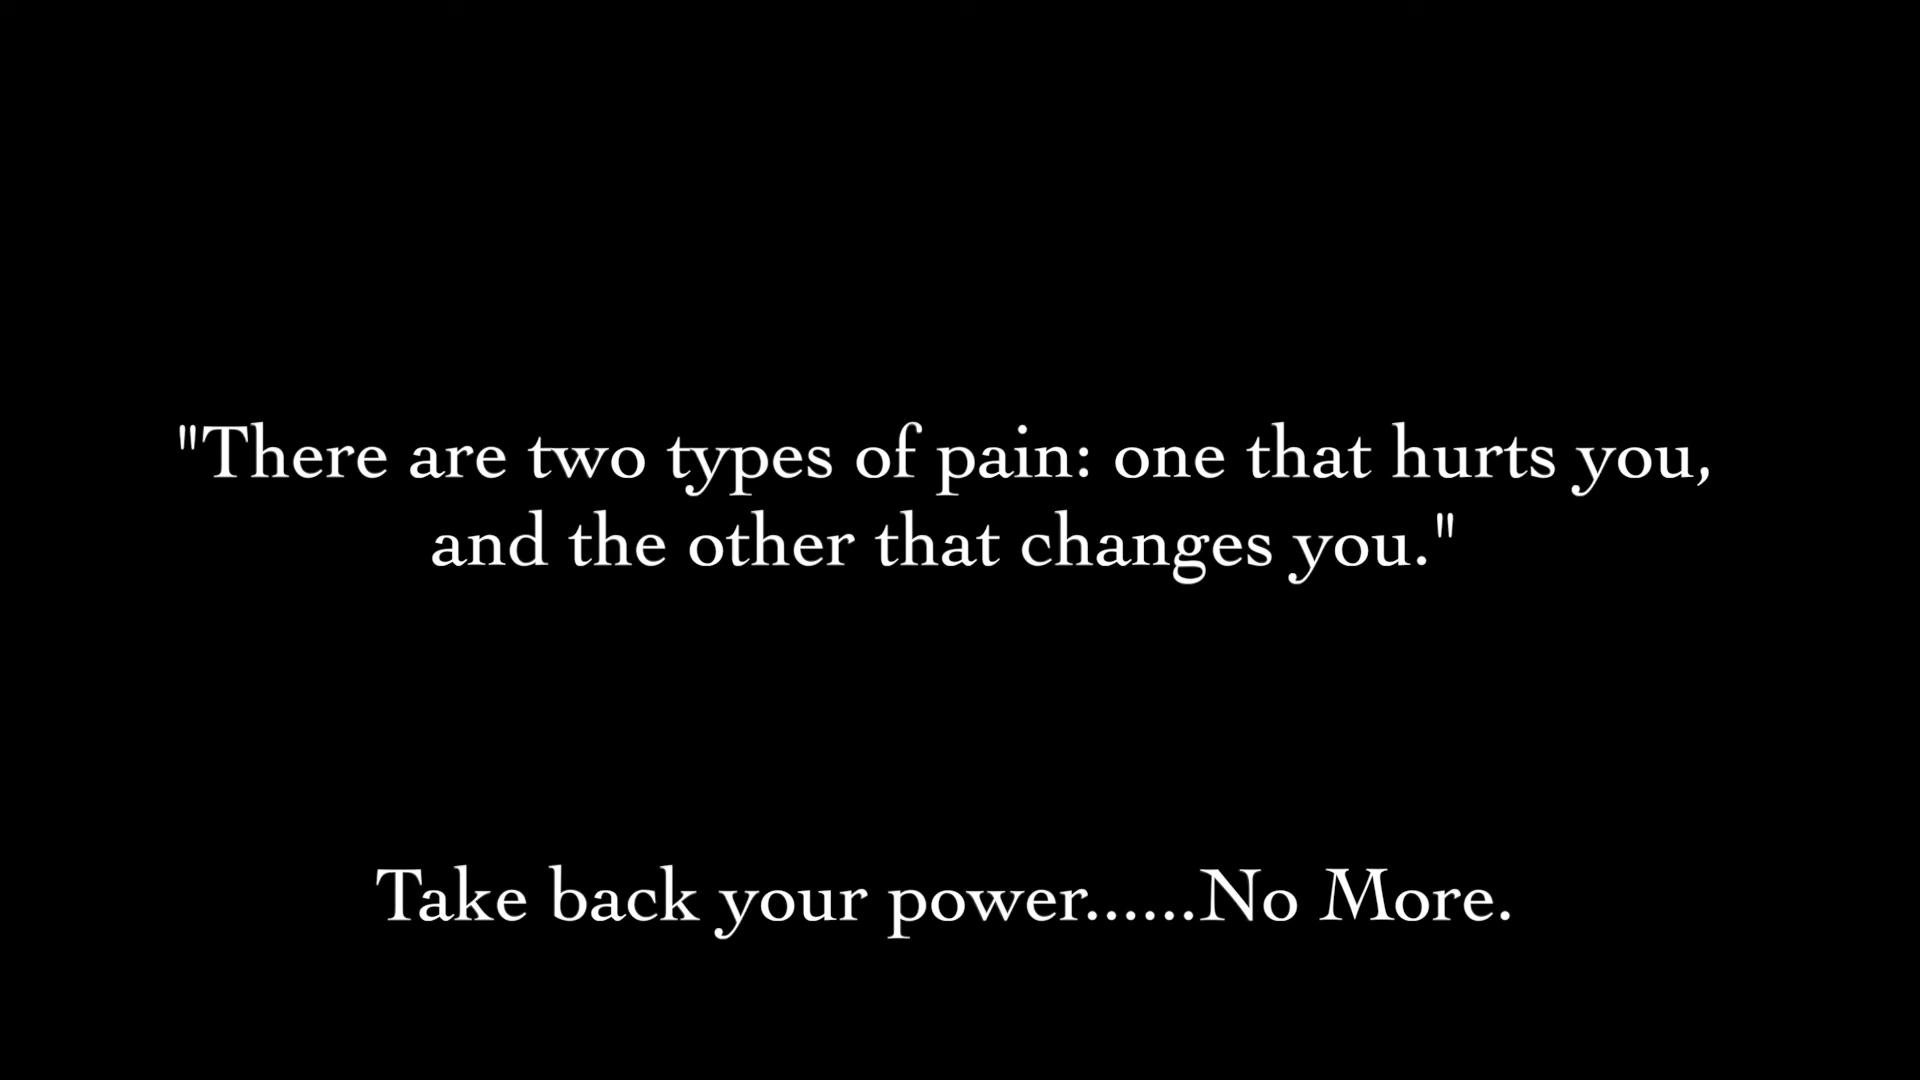 "There are two types of pain: one that hurts you,
and the other that changes you."
Take back your power......No More.